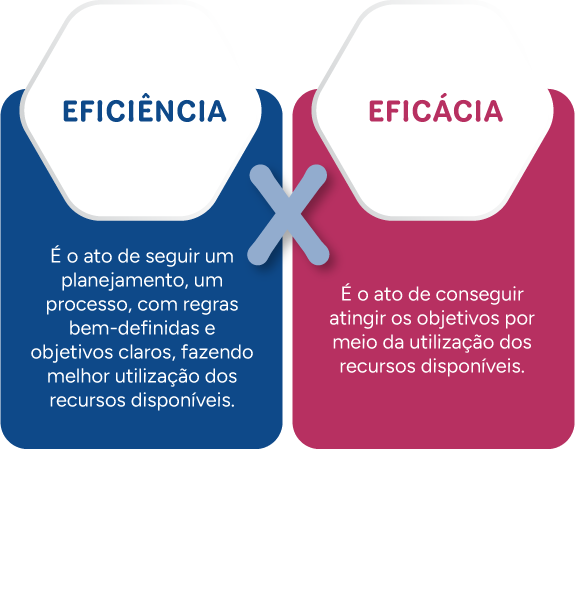 EFICIÊNCIA
É o ato de seguir um
planejamento, um
processo, com regras
bem-definidas e
objetivos claros, fazendo
melhor utilização dos
recursos disponíveis.
X
EFICÁCIA
É o ato de conseguir
atingir os objetivos por
meio da utilização dos
recursos disponíveis.